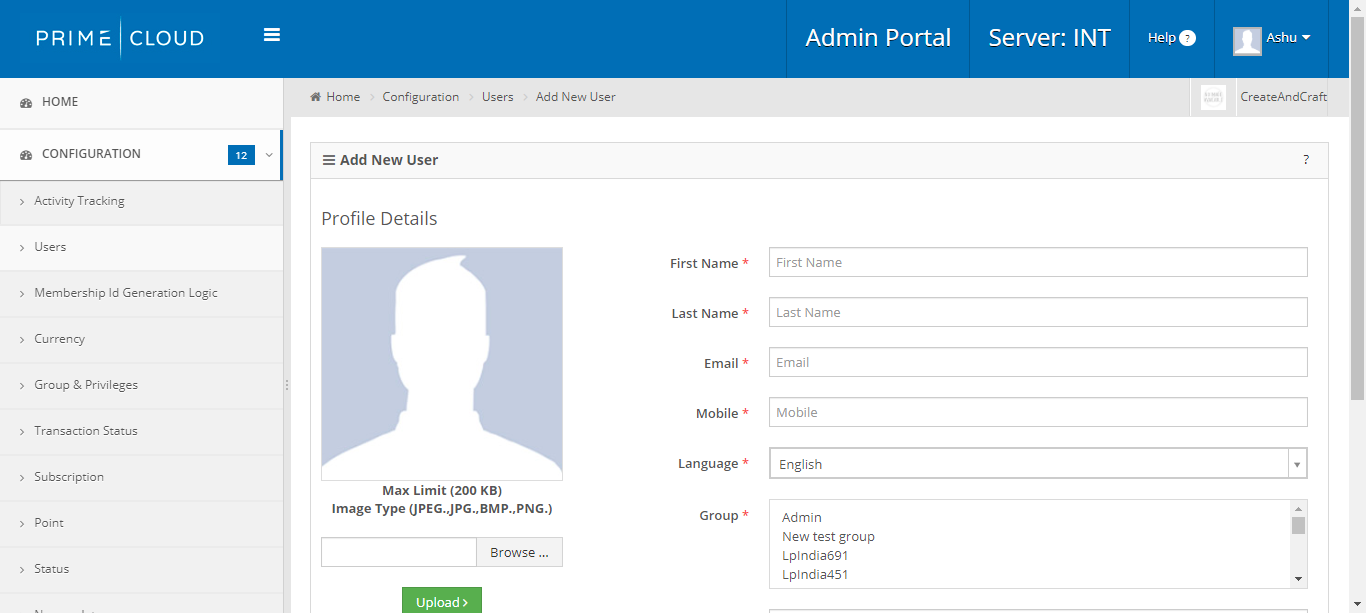 PRIME CLOUD
Admin Portal
Server: INT
Help ?
Ashu
HOME
CONFIGURATION 12
Activity Tracking
Users
Membership Id Generation Logic
Currency
Group & Privileges
Transaction Status
Subscription
Point
Status
Home > Configuration > Users > Add New User
CreateAndCraft
Add New User
?
Profile Details
Max Limit (200 KB)
Image Type (JPEG.,JPG.,BMP.,PNG.)
Browse ...
Upload >
First Name * First Name
Last Name * Last Name
Email * Email
Mobile * Mobile
Language * English
Group * Admin
New test group
LpIndia691
LpIndia451